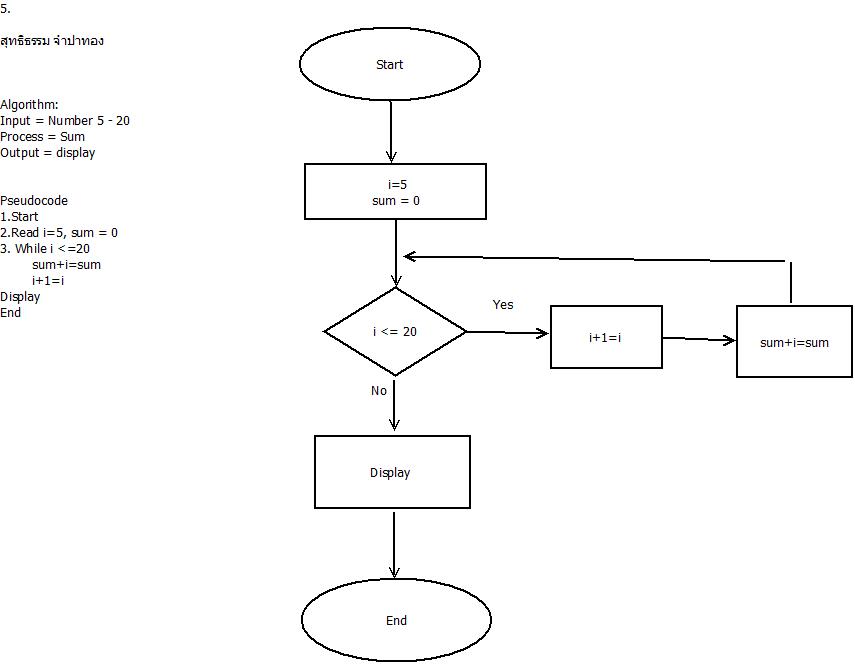 5.
สุทธิธรรม จำปาทอง
Algorithm:
Input = Number 5 - 20
Process = Sum
Output = display
Pseudocode
1.Start
2.Read i=5, sum = 0
3. While i <=20
sum+i=sum
i+1=i
Display
End
Start
i=5
sum = 0
i <= 20
Yes
i+1=i
sum+i=sum
No
Display
End